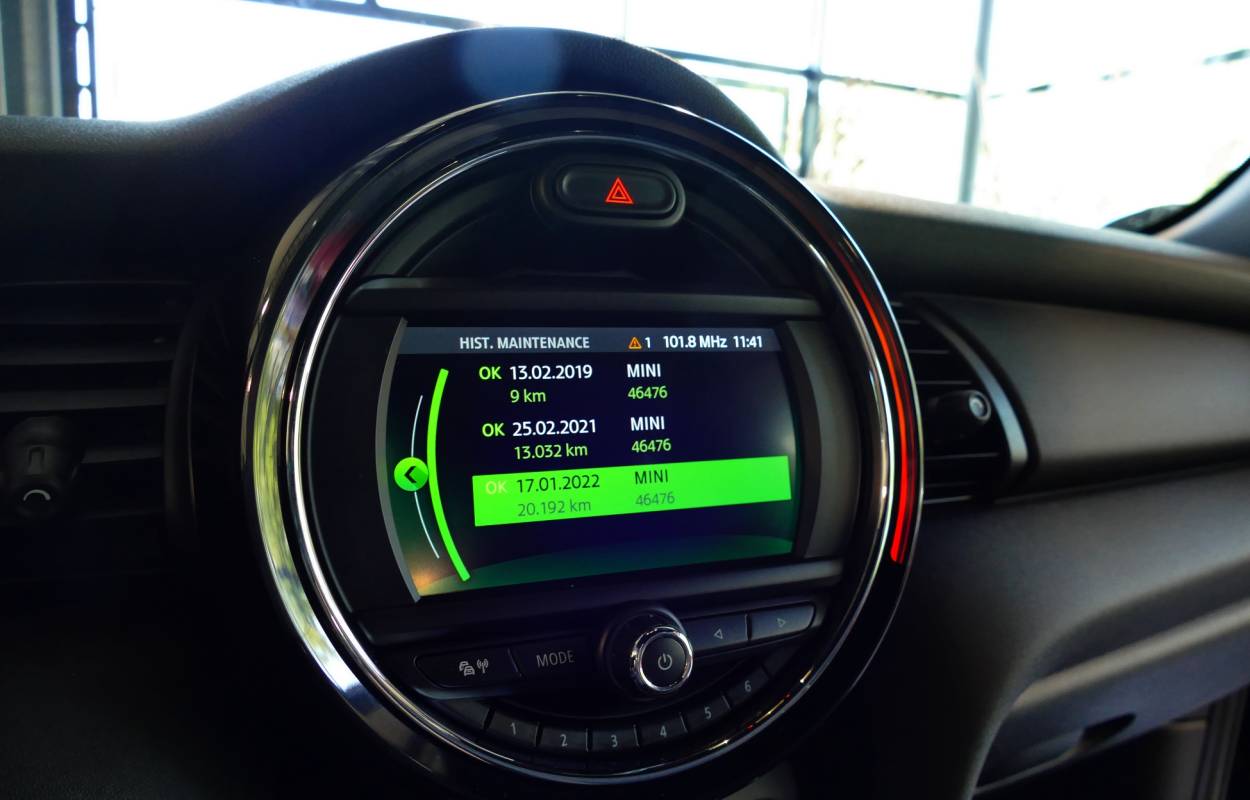 HIST. MAINTENANCE 1 101.8 MHz 11:41
OK 13.02.2019 MINI
9 km 46476
OK 25.02.2021 MINI
13.032 km 46476
OK 17.01.2022 MINI
20.192 km 46476
MODE
1 2 3 4 5 6